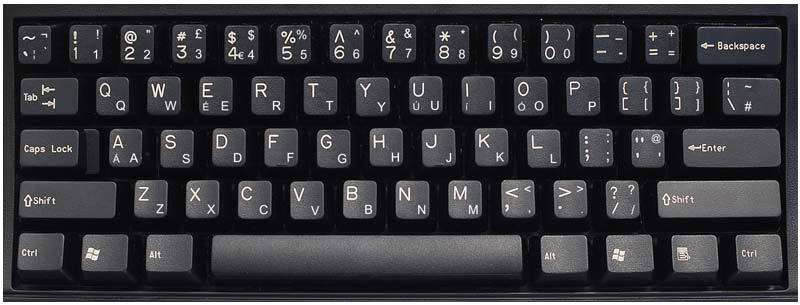 ~ ¬ ! ! @ " # £ $ $ % % ^ ^ & & * * ( ( ) ) _ _ + + ← Backspace
` 1 1 2 2 3 3 4 € 4 5 5 6 6 7 7 8 8 9 9 0 0 - - = =
Tab Q W E R T Y U I O P { { } } | ~
Q W É E R T Y Ú U Í I Ó O P [ [ ] ] \ #
Caps Lock A S D F G H J K L : : " @ ↵Enter
Á A S D F G H J K L ; ; ' '
⇧Shift Z X C V B N M < < > > ? ? ⇧Shift
Z X C V B N M , , . . / /
Ctrl Alt Alt Ctrl